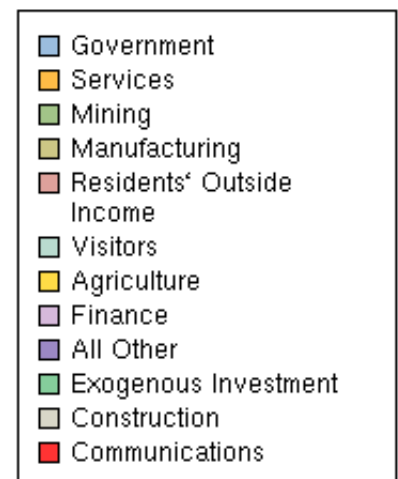 Government
Services
Mining
Manufacturing
Residents‘ Outside
Income
Visitors
Agriculture
Finance
All Other
Exogenous Investment
Construction
Communications